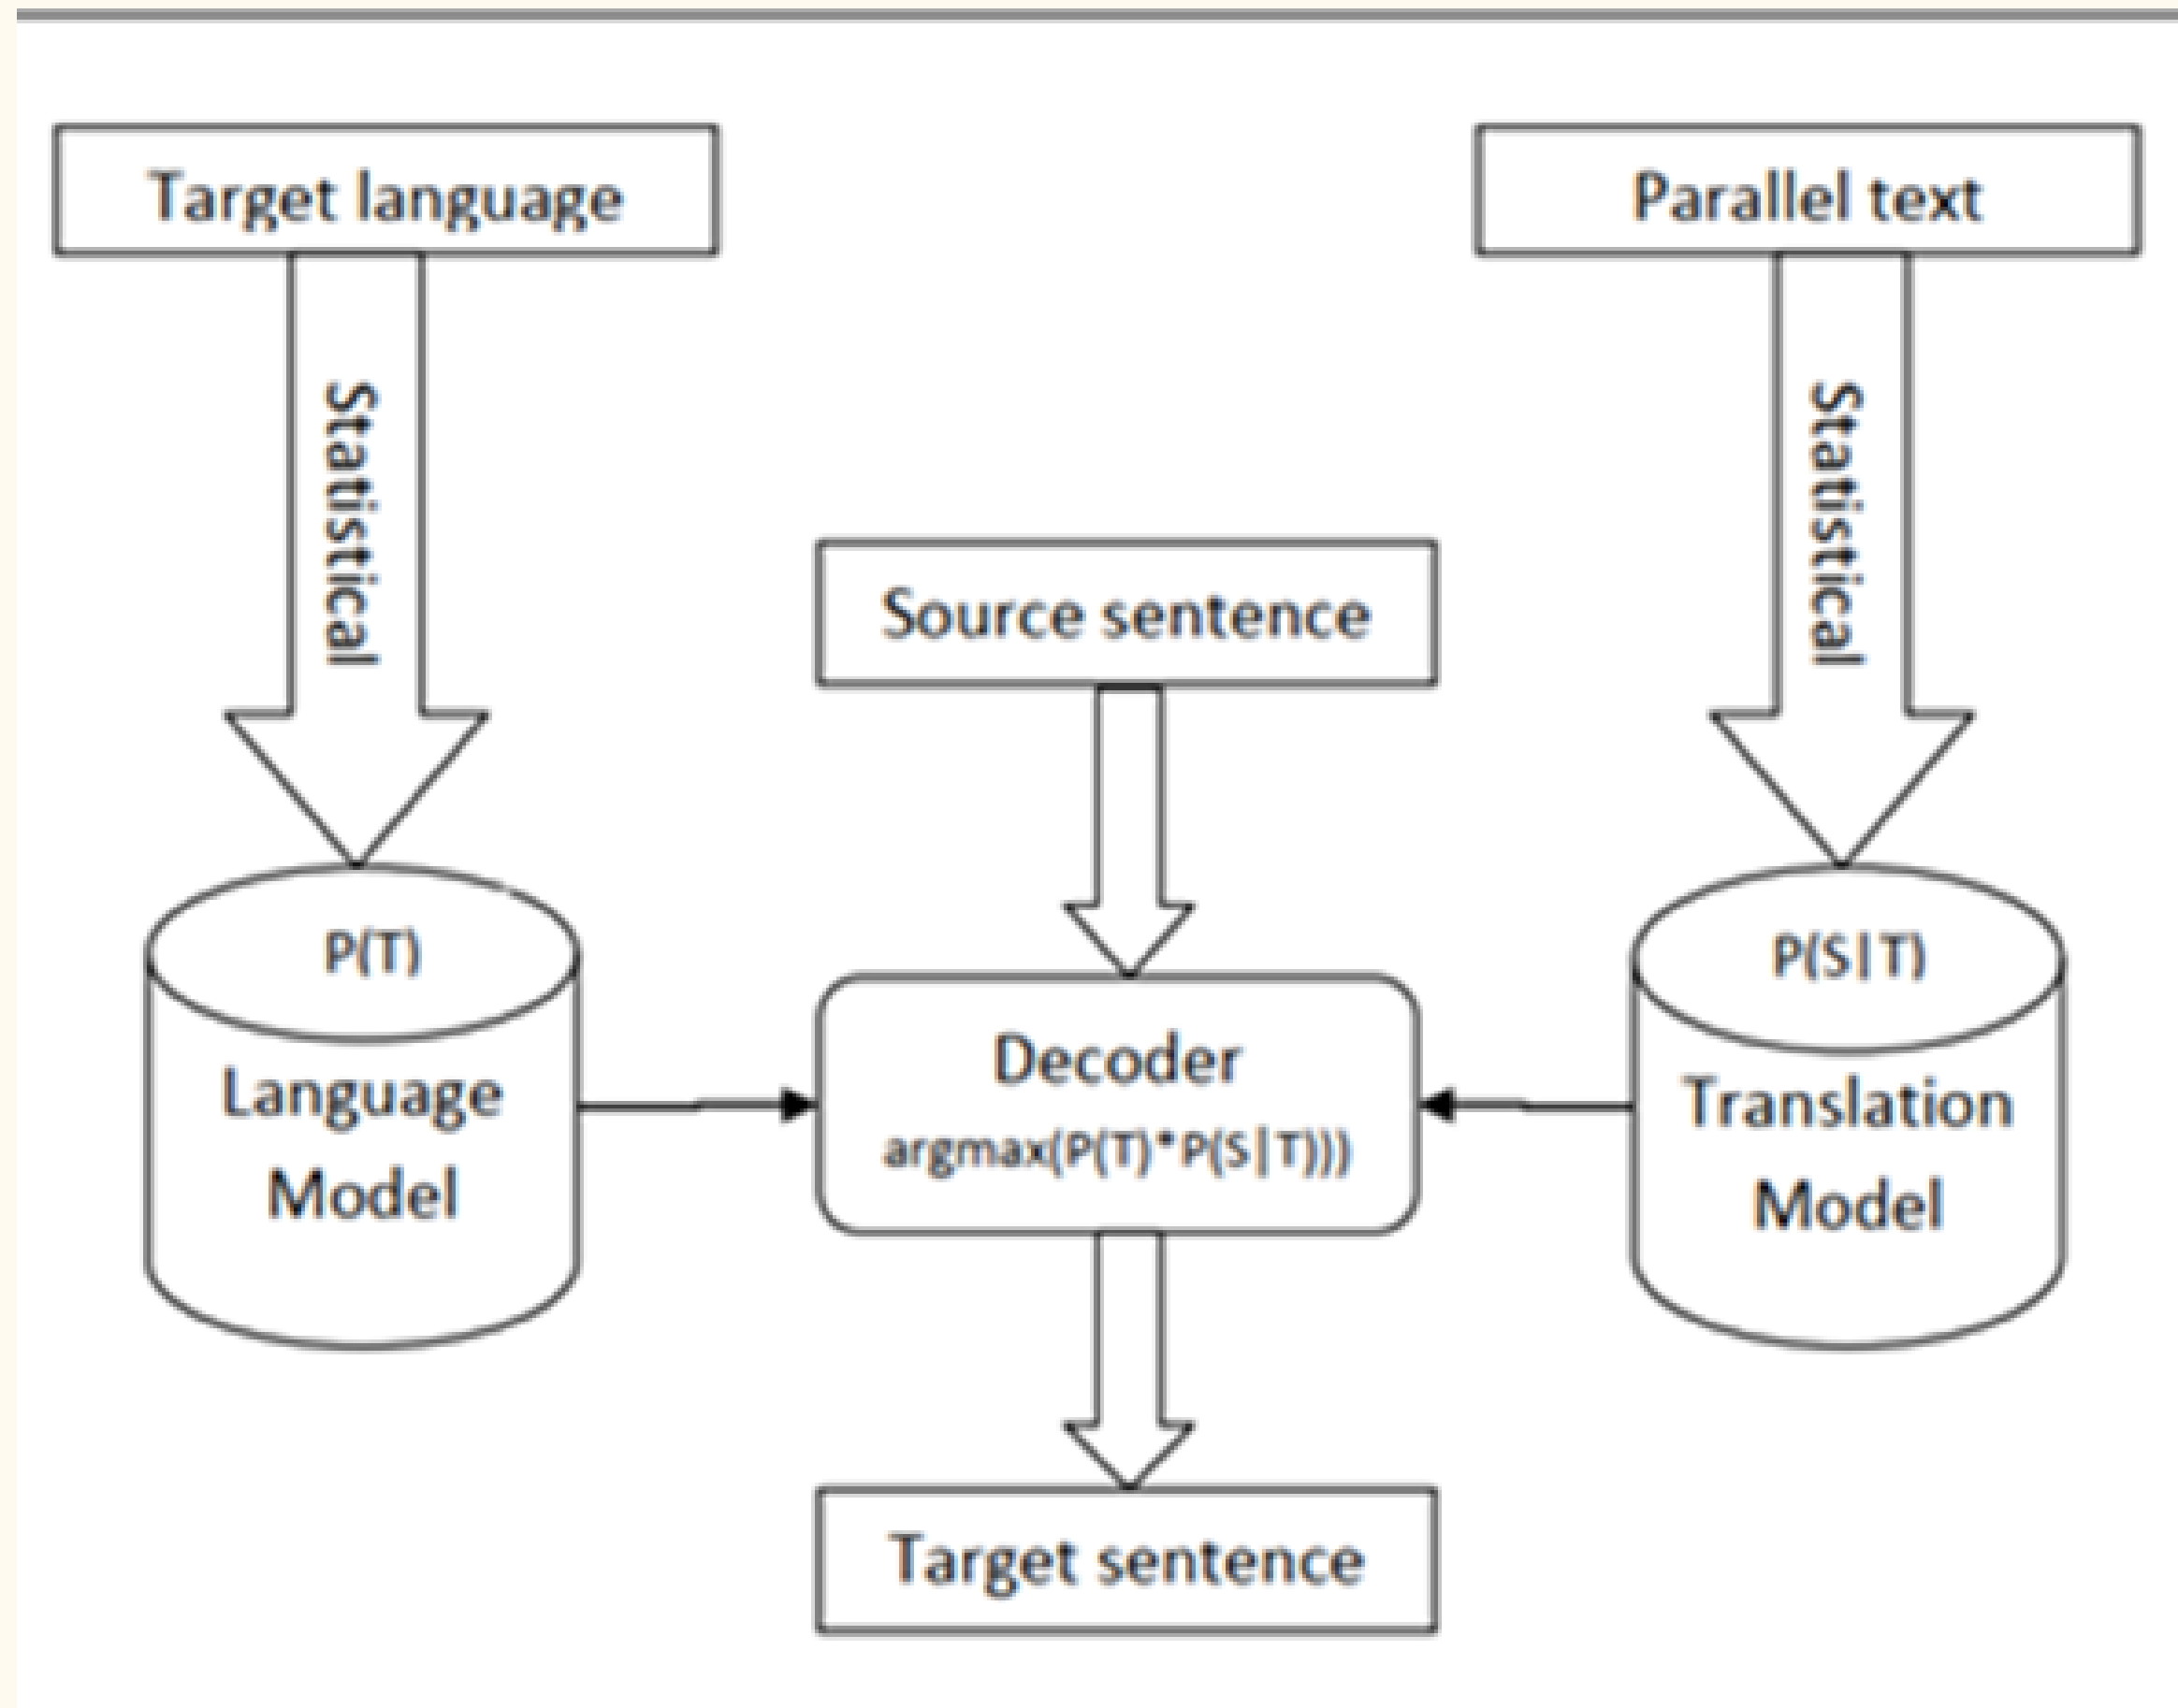 Target language
Parallel text
Statistical
Statistical
Source sentence
P(T)
Language
Model
Decoder
argmax(P(T)*P(S|T)))
P(S|T)
Translation
Model
Target sentence